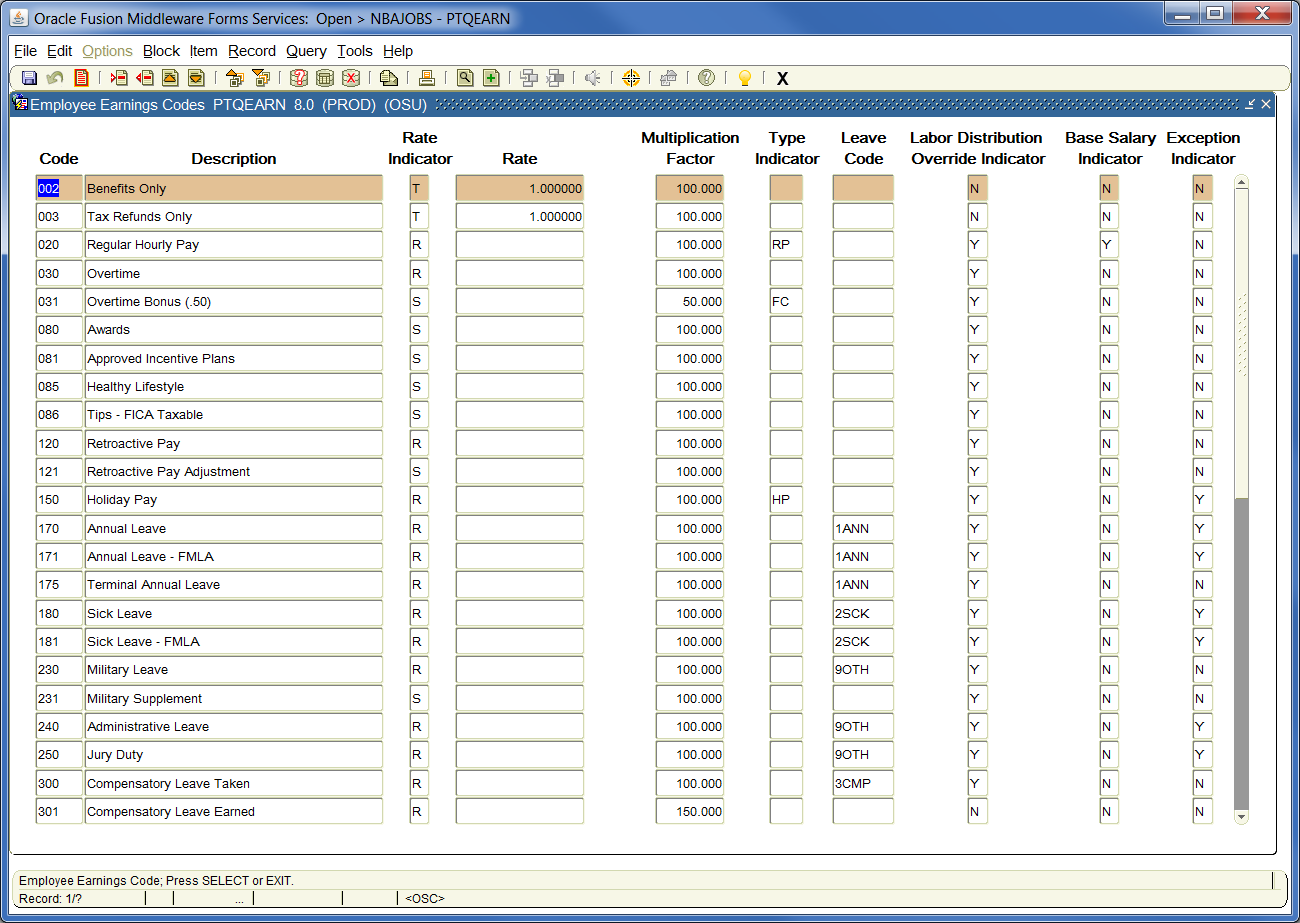 Oracle Fusion Middleware Forms Services:  Open > NBAJOBS - PTQEARN
File Edit Options Block Item Record Query Tools Help
X
Employee Earnings Codes  PTQEARN  8.0  (PROD)  (OSU)
Rate Multiplication Type Leave Labor Distribution Base Salary Exception
Code Description Indicator Rate Factor Indicator Code Override Indicator Indicator Indicator
002 Benefits Only T 1.000000 100.000 N N N
003 Tax Refunds Only T 1.000000 100.000 N N N
020 Regular Hourly Pay R 100.000 RP Y Y N
030 Overtime R 100.000 Y N N
031 Overtime Bonus (.50) S 50.000 FC Y N N
080 Awards S 100.000 Y N N
081 Approved Incentive Plans S 100.000 Y N N
085 Healthy Lifestyle S 100.000 Y N N
086 Tips - FICA Taxable S 100.000 Y N N
120 Retroactive Pay R 100.000 Y N N
121 Retroactive Pay Adjustment S 100.000 Y N N
150 Holiday Pay R 100.000 HP Y N Y
170 Annual Leave R 100.000 1ANN Y N Y
171 Annual Leave - FMLA R 100.000 1ANN Y N Y
175 Terminal Annual Leave R 100.000 1ANN Y N N
180 Sick Leave R 100.000 2SCK Y N Y
181 Sick Leave - FMLA R 100.000 2SCK Y N Y
230 Military Leave R 100.000 9OTH Y N N
231 Military Supplement S 100.000 Y N N
240 Administrative Leave R 100.000 9OTH Y N Y
250 Jury Duty R 100.000 9OTH Y N Y
300 Compensatory Leave Taken R 100.000 3CMP Y N N
301 Compensatory Leave Earned R 150.000 N N N
Employee Earnings Code; Press SELECT or EXIT.
Record: 1/? ... <OSC>